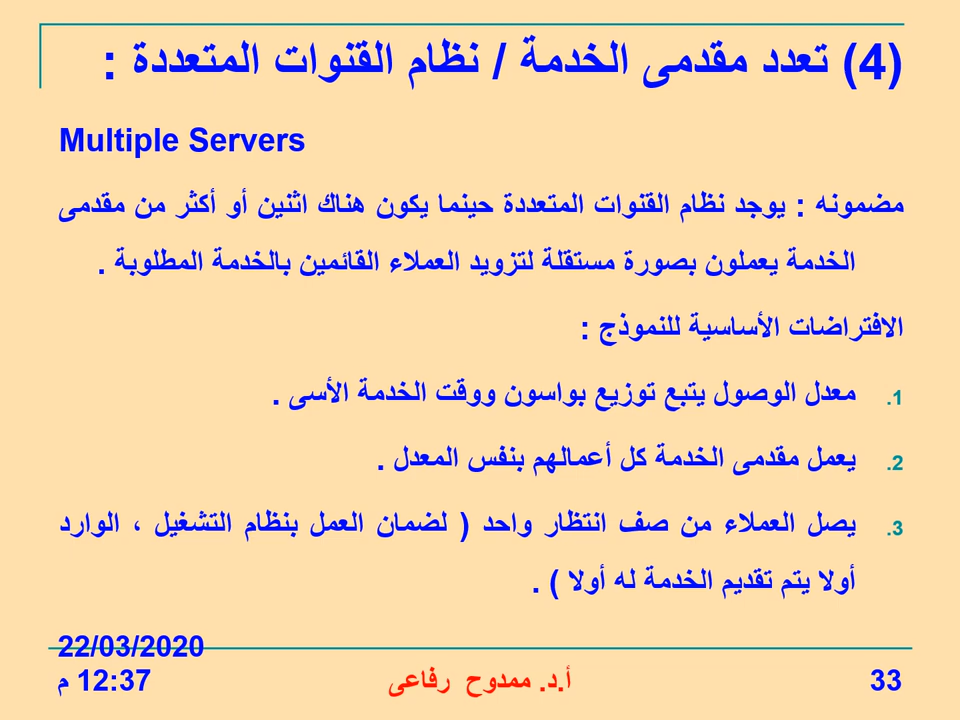 (4) تعدد مقدمى الخدمة / نظام القنوات المتعددة :
Multiple Servers
مضمونه : يوجد نظام القنوات المتعددة حينما يكون هناك اثنين أو أكثر من مقدمى
الخدمة يعملون بصورة مستقلة لتزويد العملاء القائمين بالخدمة المطلوبة .
الافتراضات الأساسية للنموذج :
1. معدل الوصول يتبع توزيع بواسون ووقت الخدمة الأسى .
2. يعمل مقدمى الخدمة كل أعمالهم بنفس المعدل .
3. يصل العملاء من صف انتظار واحد ( لضمان العمل بنظام التشغيل ، الوارد
أولا يتم تقديم الخدمة له أولا ) .
22/03/2020
12:37 م
أ.د. ممدوح رفاعى
33